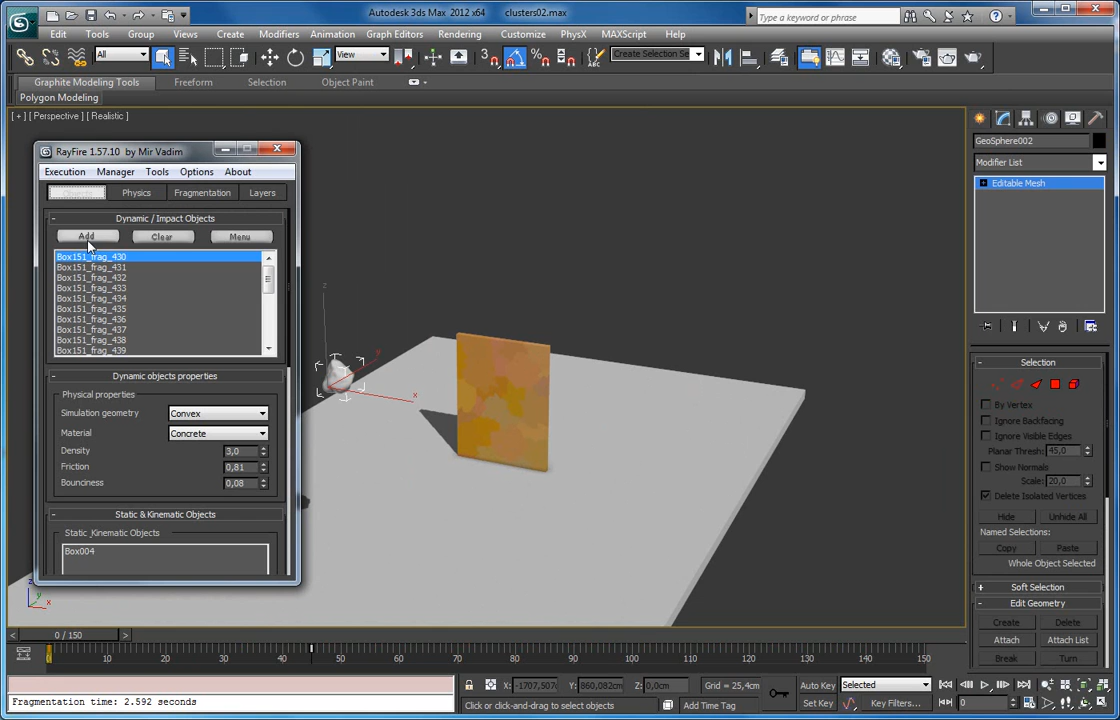 Autodesk 3ds Max 2012 x64 clusters02.max
Type a keyword or phrase
Edit Tools Group Views Create Modifiers Animation Graph Editors Rendering Customize PhysX MAXScript Help
All View 3 Create Selection Se
Graphite Modeling Tools Freeform Selection Object Paint
Polygon Modeling
[ + ] [ Perspective ] [ Realistic ]
RayFire 1.57.10 by Mir Vadim
Execution Manager Tools Options About
Objects Physics Fragmentation Layers
- Dynamic / Impact Objects
Add Clear Menu
Box151_frag_430
Box151_frag_431
Box151_frag_432
Box151_frag_433
Box151_frag_434
Box151_frag_435
Box151_frag_436
Box151_frag_437
Box151_frag_438
Box151_frag_439
- Dynamic objects properties
Physical properties
Simulation geometry Convex
Material Concrete
Density 3,0
Friction 0,81
Bounciness 0,08
- Static & Kinematic Objects
Static_Kinematic Objects
Box004
z
y
x
z
y
x
GeoSphere002
Modifier List
Editable Mesh
- Selection
By Vertex
Ignore Backfacing
Ignore Visible Edges
Planar Thresh: 45,0
Show Normals
Scale: 20,0
Delete Isolated Vertices
Hide Unhide All
Named Selections:
Copy Paste
Whole Object Selected
+ Soft Selection
- Edit Geometry
Create Delete
Attach Attach List
Break Turn
< 0 / 150 >
0 10 20 30 40 50 60 70 80 90 100 110 120 130 140 150
X: -1707,507 Y: 860,082cm Z: 0,0cm Grid = 25,4cm Auto Key Selected
Fragmentation time: 2.592 seconds
Click or click-and-drag to select objects Add Time Tag Set Key Key Filters... 0